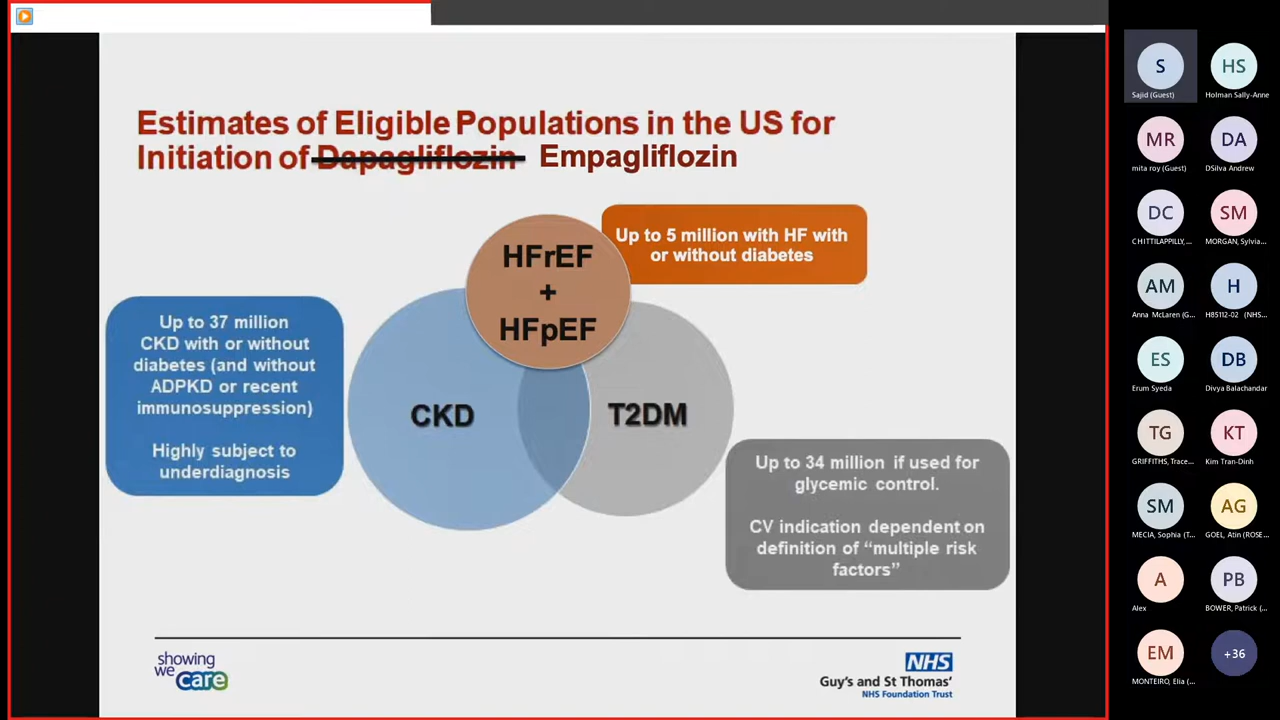 Estimates of Eligible Populations in the US for
Initiation of Dapagliflozin Empagliflozin
HFrEF
+
HFpEF
Up to 5 million with HF with
or without diabetes
Up to 37 million
CKD with or without
diabetes (and without
ADPKD or recent
immunosuppression)
Highly subject to
underdiagnosis
CKD
T2DM
Up to 34 million if used for
glycemic control.
CV indication dependent on
definition of “multiple risk
factors”
showing
we
care
NHS
Guy's and St Thomas'
NHS Foundation Trust
S
Sajid (Guest)
HS
Holman Sally-Anne
MR
mita roy (Guest)
DA
DSilva Andrew
DC
CHITTILAPPILLY,...
SM
MORGAN, Sylvia...
AM
Anna McLaren (G...
H
H85112-02 (NHS...
ES
Erum Syeda
DB
Divya Balachandar
TG
GRIFFITHS, Trace...
KT
Kim Tran-Dinh
SM
MECIA, Sophia (T...
AG
GOEL, Atin (ROSE...
A
Alex
PB
BOWER, Patrick (...
EM
MONTEIRO, Elia (...
+36